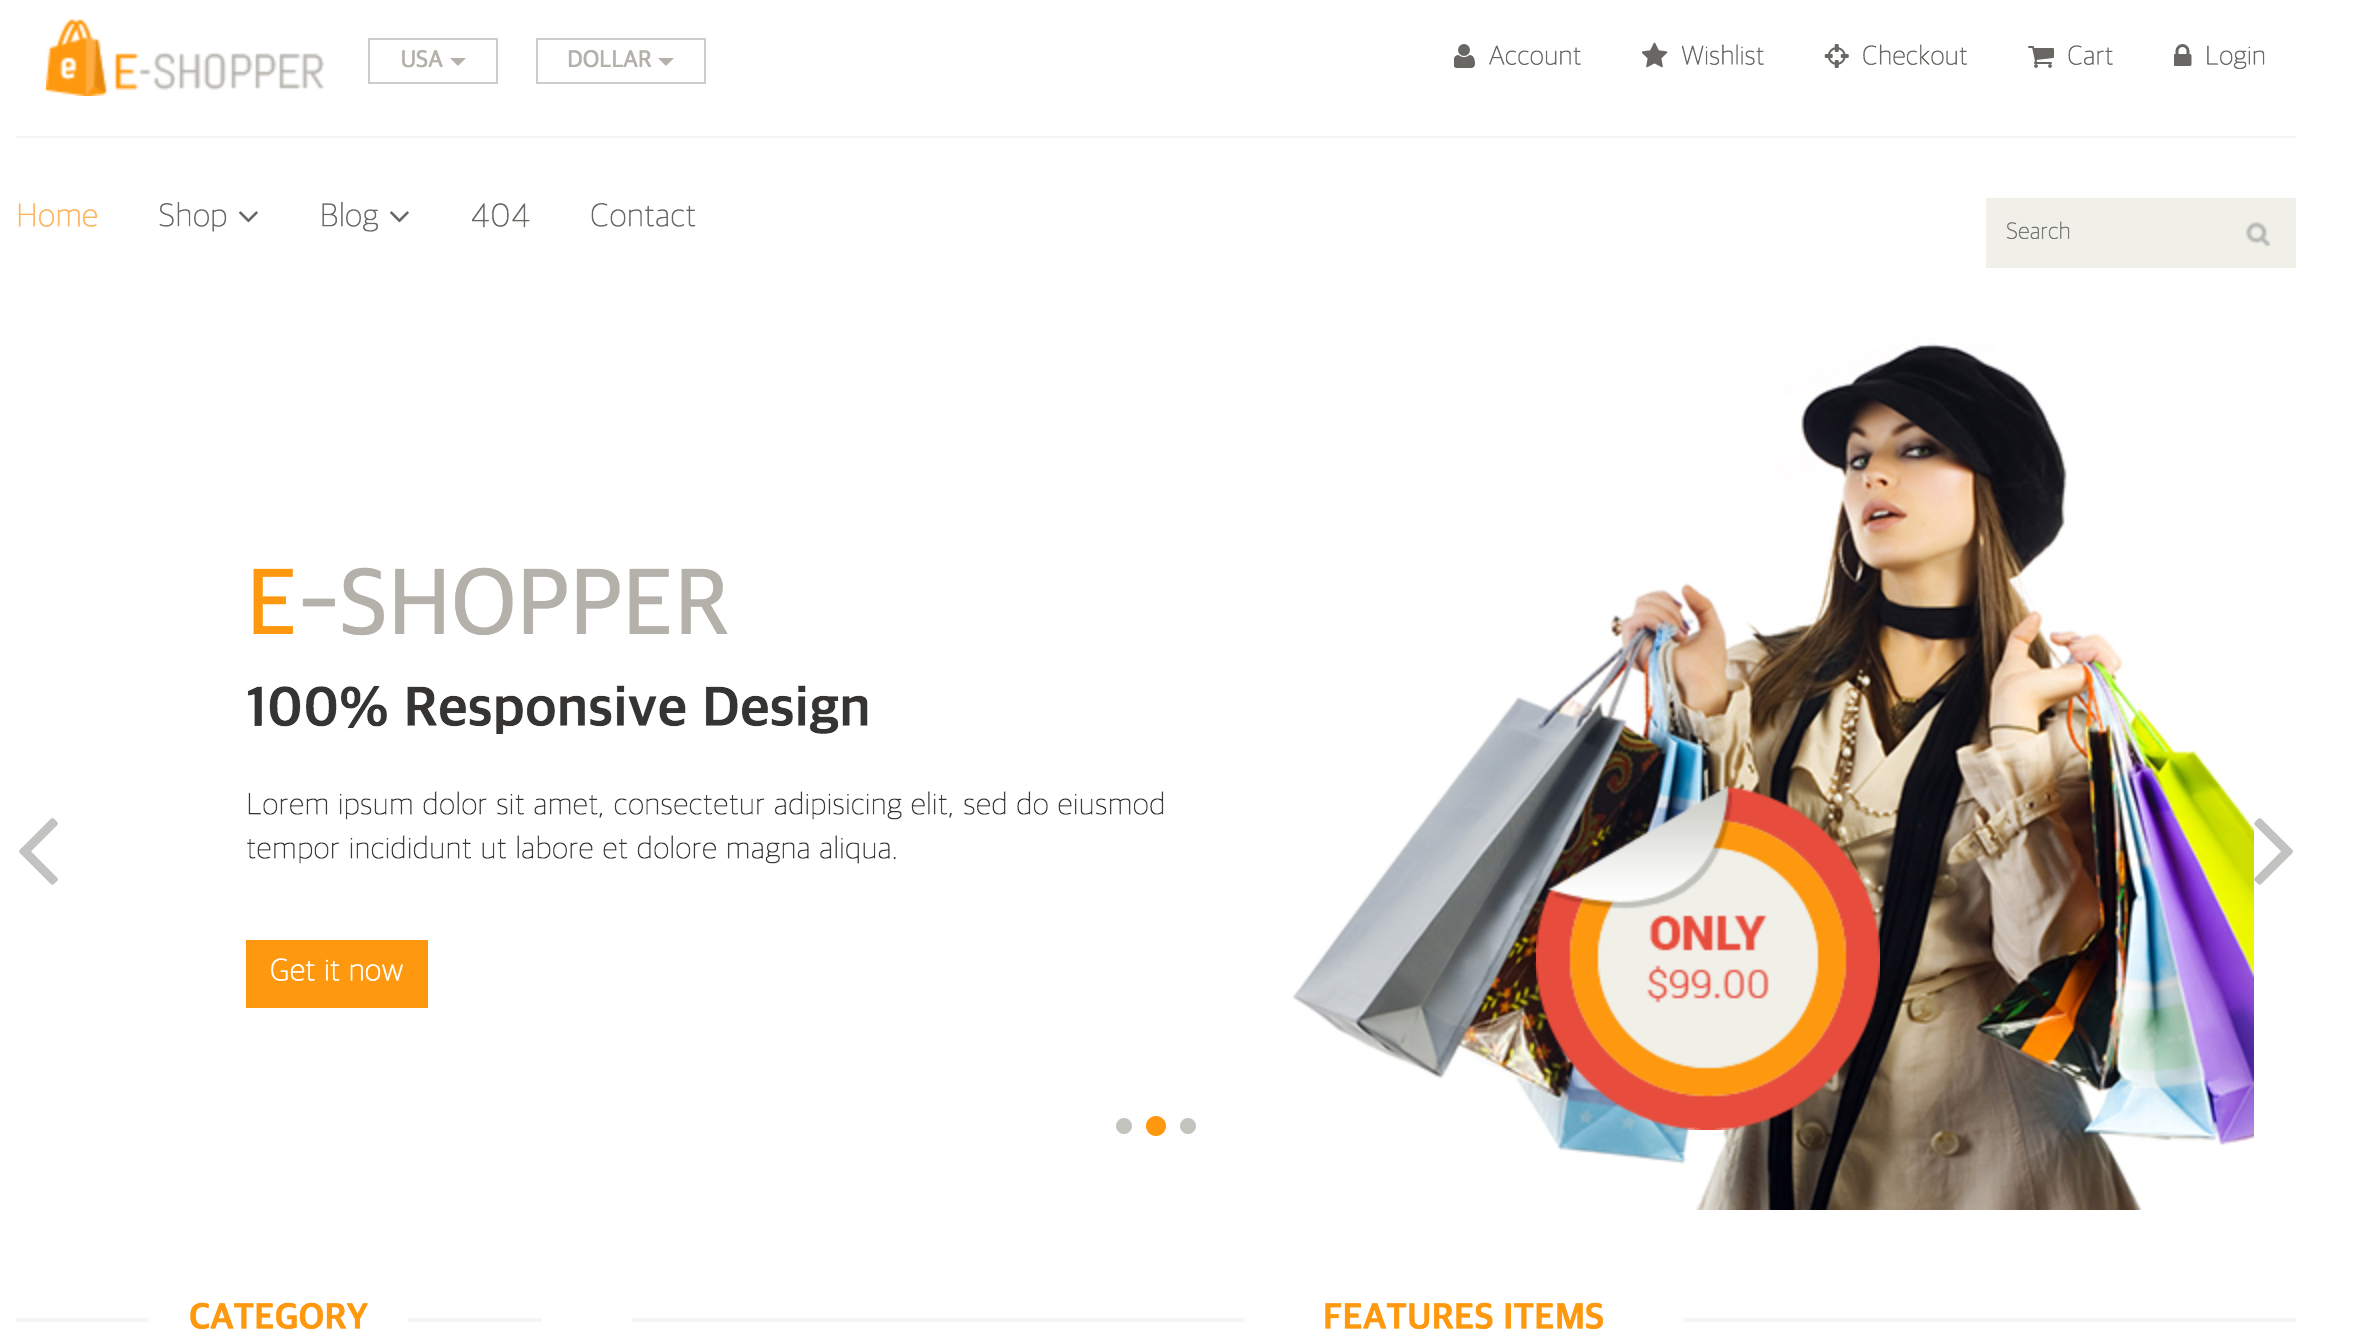 e E-SHOPPER
USA
DOLLAR
Account
Wishlist
Checkout
Cart
Login
Home
Shop
Blog
404
Contact
Search
E-SHOPPER
100% Responsive Design
Lorem ipsum dolor sit amet, consectetur adipisicing elit, sed do eiusmod
tempor incididunt ut labore et dolore magna aliqua.
Get it now
ONLY
$99.00
CATEGORY
FEATURES ITEMS